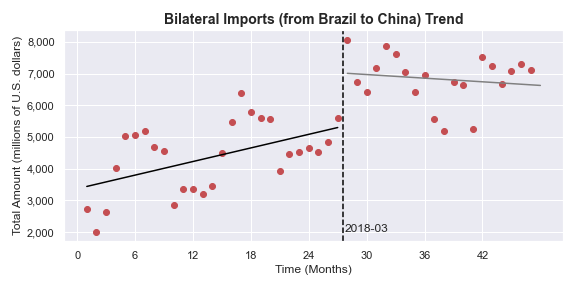 Bilateral Imports (from Brazil to China) Trend
Total Amount (millions of U.S. dollars)
8,000
7,000
6,000
5,000
4,000
3,000
2,000
2018-03
0 6 12 18 24 30 36 42
Time (Months)